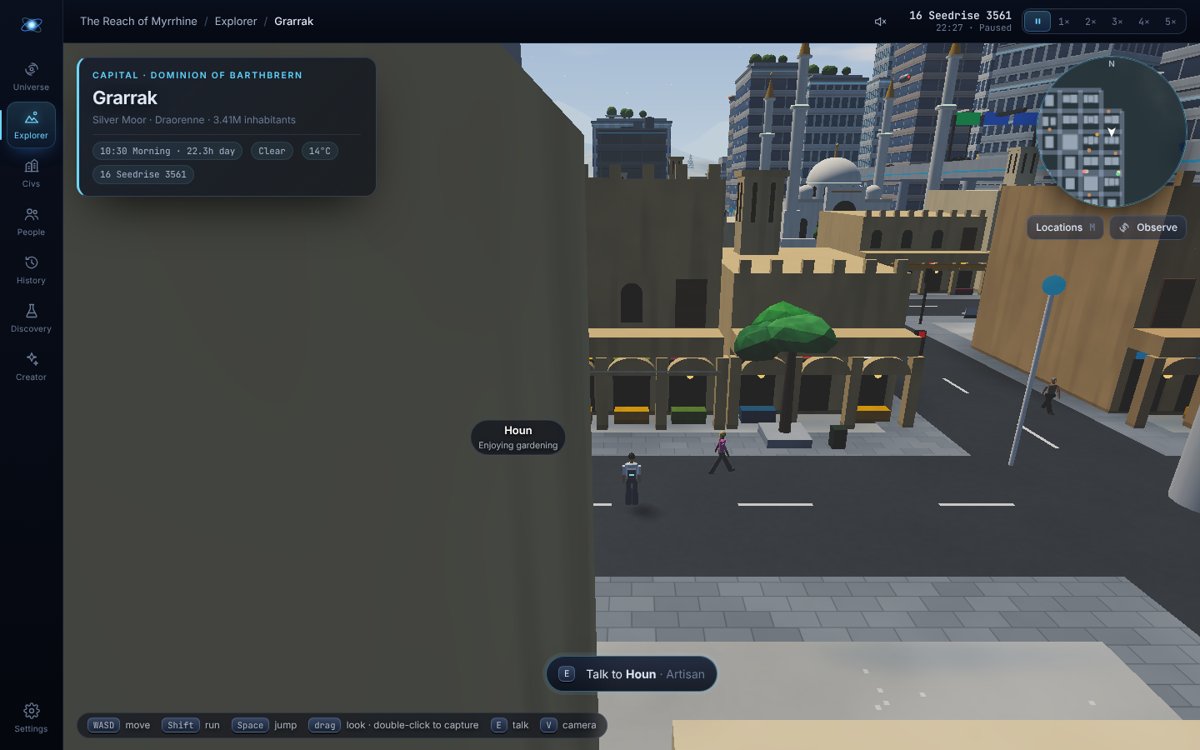 The Reach of Myrrhine / Explorer / Grarrak
16 Seedrise 3561
22:27 · Paused
1× 2× 3× 4× 5×
Universe
Explorer
Civs
People
History
Discovery
Creator
Settings
CAPITAL · DOMINION OF BARTHBRERN
Grarrak
Silver Moor · Draorenne · 3.41M inhabitants
10:30 Morning · 22.3h day
Clear
14°C
16 Seedrise 3561
N
Locations M
Observe
Houn
Enjoying gardening
E Talk to Houn · Artisan
WASD move Shift run Space jump drag look · double-click to capture E talk V camera